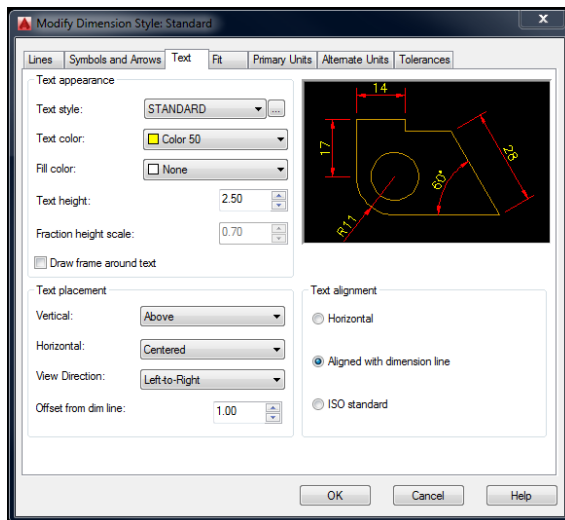 Modify Dimension Style: Standard
X
Lines Symbols and Arrows Text Fit Primary Units Alternate Units Tolerances
Text appearance
Text style: STANDARD ...
Text color: Color 50
Fill color: None
Text height: 2.50
Fraction height scale: 0.70
Draw frame around text
14
17
28
60°
R11
Text placement
Vertical: Above
Horizontal: Centered
View Direction: Left-to-Right
Offset from dim line: 1.00
Text alignment
Horizontal
Aligned with dimension line
ISO standard
OK Cancel Help